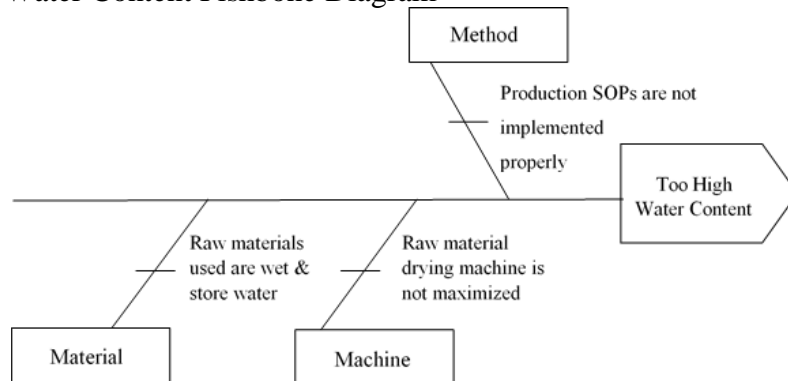 Water Content Fishbone Diagram
Method
Production SOPs are not
implemented
properly
Too High
Water Content
Raw materials
used are wet &
store water
Raw material
drying machine is
not maximized
Material
Machine